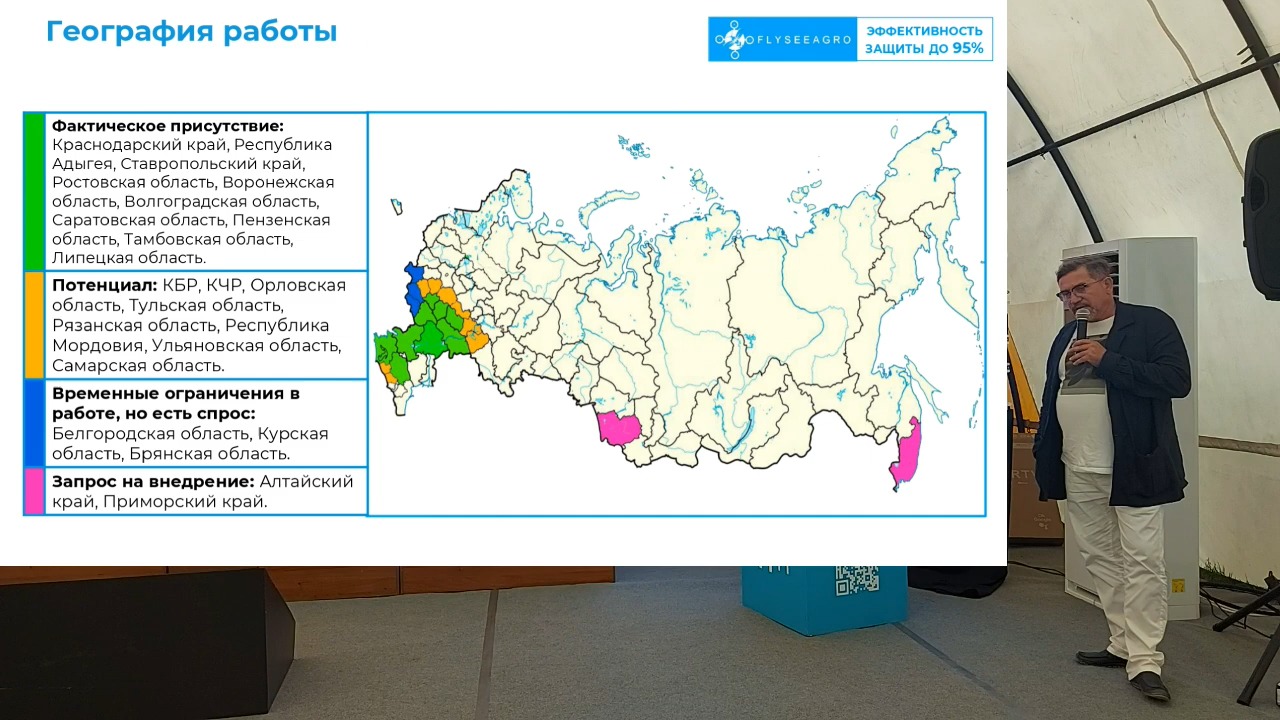 География работы
FLYSEEAGRO
ЭФФЕКТИВНОСТЬ
ЗАЩИТЫ ДО 95%
Фактическое присутствие:
Краснодарский край, Республика
Адыгея, Ставропольский край,
Ростовская область, Воронежская
область, Волгоградская область,
Саратовская область, Пензенская
область, Тамбовская область,
Липецкая область.
Потенциал: КБР, КЧР, Орловская
область, Тульская область,
Рязанская область, Республика
Мордовия, Ульяновская область,
Самарская область.
Временные ограничения в
работе, но есть спрос:
Белгородская область, Курская
область, Брянская область.
Запрос на внедрение: Алтайский
край, Приморский край.